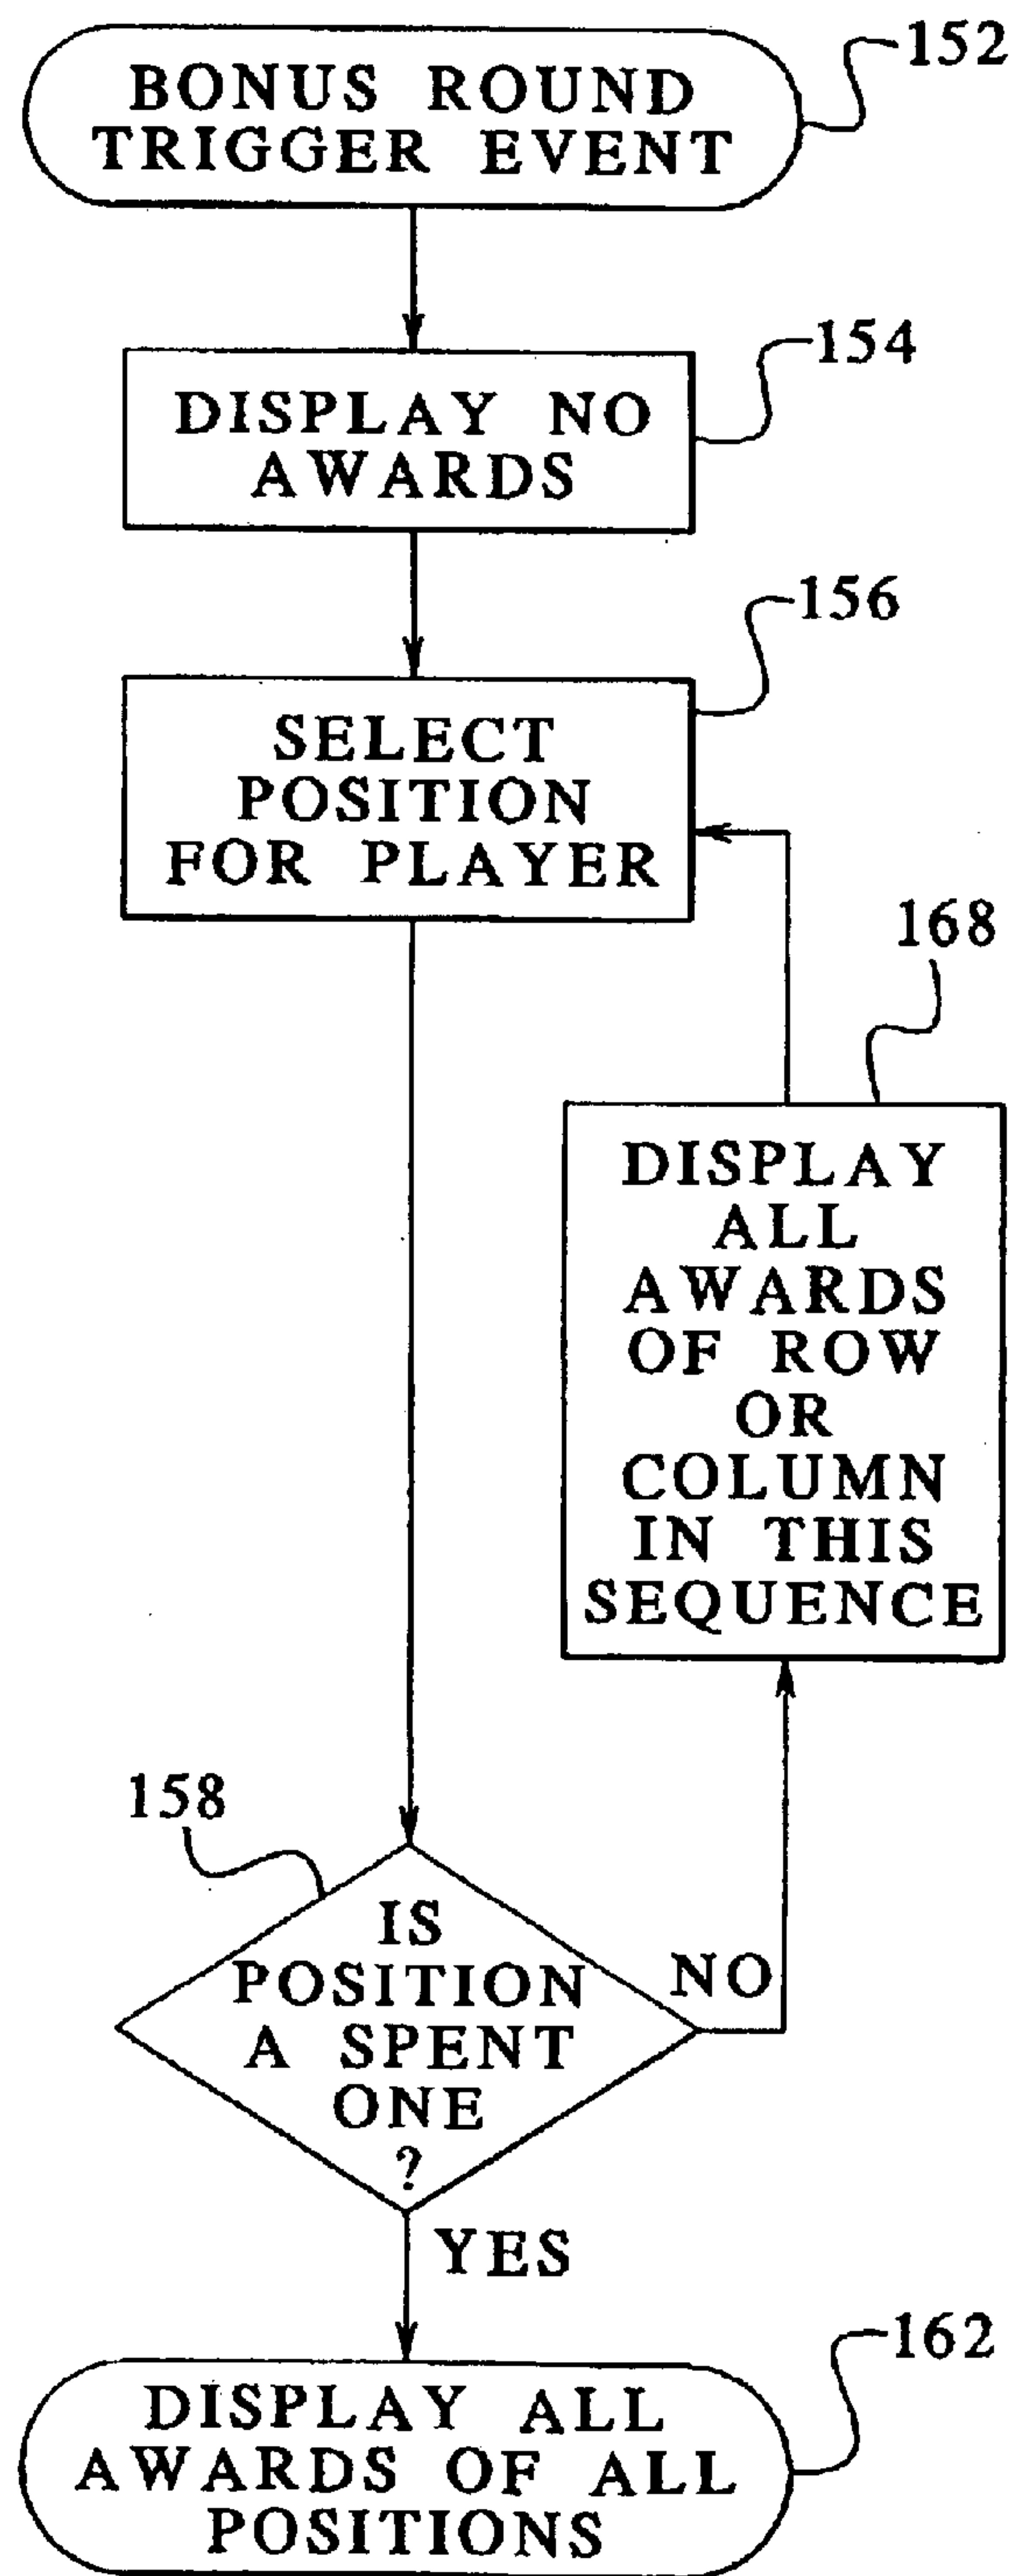 152
BONUS ROUND
TRIGGER EVENT
154
DISPLAY NO
AWARDS
156
SELECT
POSITION
FOR PLAYER
168
DISPLAY
ALL
AWARDS
OF ROW
OR
COLUMN
IN THIS
SEQUENCE
158
IS
POSITION
A SPENT
ONE
?
NO
YES
162
DISPLAY ALL
AWARDS OF ALL
POSITIONS